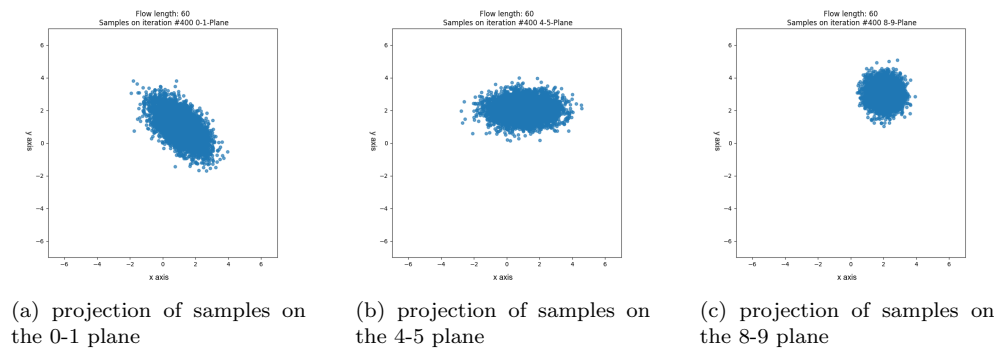 Flow length: 60
Samples on iteration #400 0-1-Plane
6
4
2
0
−2
−4
−6
y axis
−6 −4 −2 0 2 4 6
x axis
(a) projection of samples on
the 0-1 plane
Flow length: 60
Samples on iteration #400 4-5-Plane
6
4
2
0
−2
−4
−6
y axis
−6 −4 −2 0 2 4 6
x axis
(b) projection of samples on
the 4-5 plane
Flow length: 60
Samples on iteration #400 8-9-Plane
6
4
2
0
−2
−4
−6
y axis
−6 −4 −2 0 2 4 6
x axis
(c) projection of samples on
the 8-9 plane